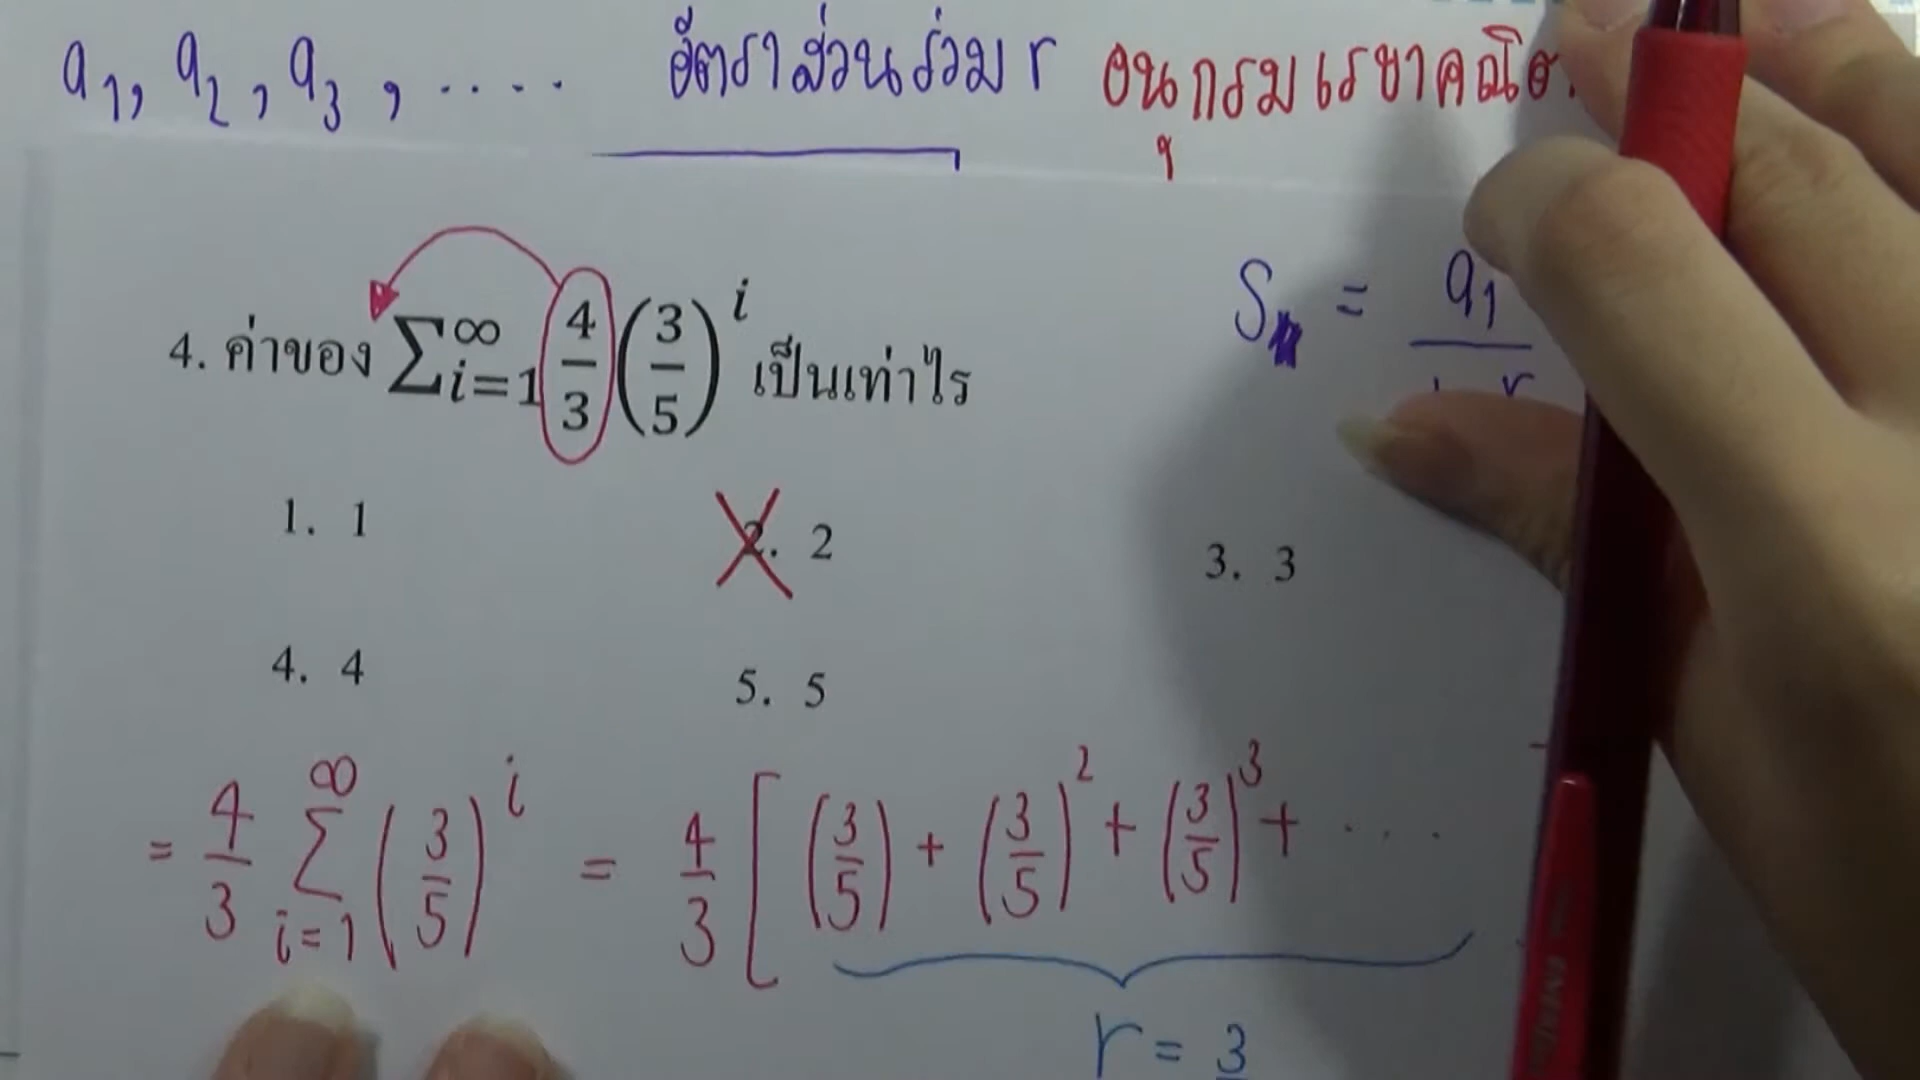 a₁, a₂, a₃, .... อัตราส่วนร่วม r อนุกรมเรขาคณิต
4. ค่าของ ∑_{i=1}^{∞} 4/3 (3/5)^i เป็นเท่าไร
S = a₁ / r
1. 1
2. 2
3. 3
4. 4
5. 5
= 4/3 ∑_{i=1}^{∞} (3/5)^i = 4/3 [ (3/5) + (3/5)^2 + (3/5)^3 + ....
r = 3